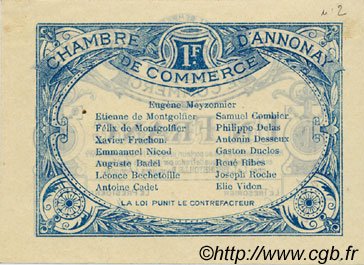 n.2
CHAMBRE 1F D'ANNONAY
DE COMMERCE
Eugène Meyzonnier
Etienne de Montgolfier Samuel Combier
Félix de Montgolfier Philippe Delas
Xavier Frachon Antonin Desseux
Emmanuel Nicod Gaston Duclos
Auguste Badel René Ribes
Léonce Bechetoille Joseph Roche
Antoine Cadet Elie Vidon
LA LOI PUNIT LE CONTREFACTEUR
©http://www.cgb.fr